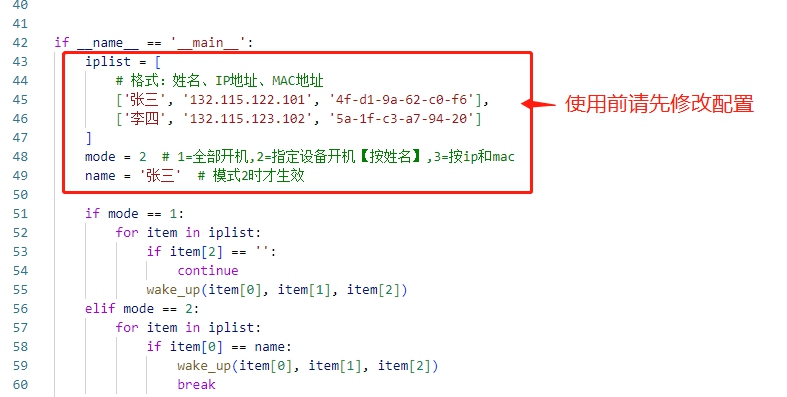 40
41
42 if __name__ == '__main__':
43 iplist = [
44 # 格式：姓名、IP地址、MAC地址
45 ['张三', '132.115.122.101', '4f-d1-9a-62-c0-f6'],
46 ['李四', '132.115.123.102', '5a-1f-c3-a7-94-20']
47 ]
48 mode = 2 # 1=全部开机,2=指定设备开机【按姓名】,3=按ip和mac
49 name = '张三' # 模式2时才生效
使用前请先修改配置
50
51 if mode == 1:
52 for item in iplist:
53 if item[2] == '':
54 continue
55 wake_up(item[0], item[1], item[2])
56 elif mode == 2:
57 for item in iplist:
58 if item[0] == name:
59 wake_up(item[0], item[1], item[2])
60 break